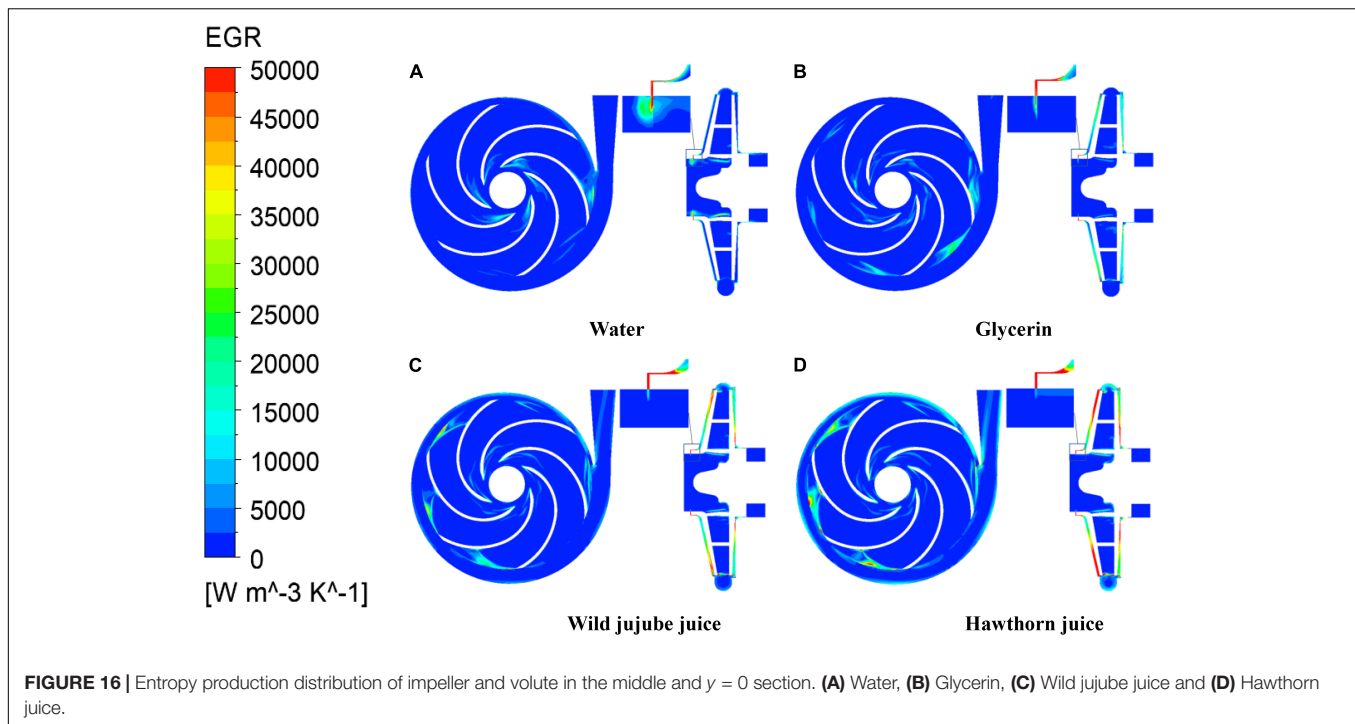 EGR
50000
45000
40000
35000
30000
25000
20000
15000
10000
5000
0
[W m^-3 K^-1]
A
B
Water
Glycerin
C
D
Wild jujube juice
Hawthorn juice
FIGURE 16 | Entropy production distribution of impeller and volute in the middle and y = 0 section. (A) Water, (B) Glycerin, (C) Wild jujube juice and (D) Hawthorn
juice.